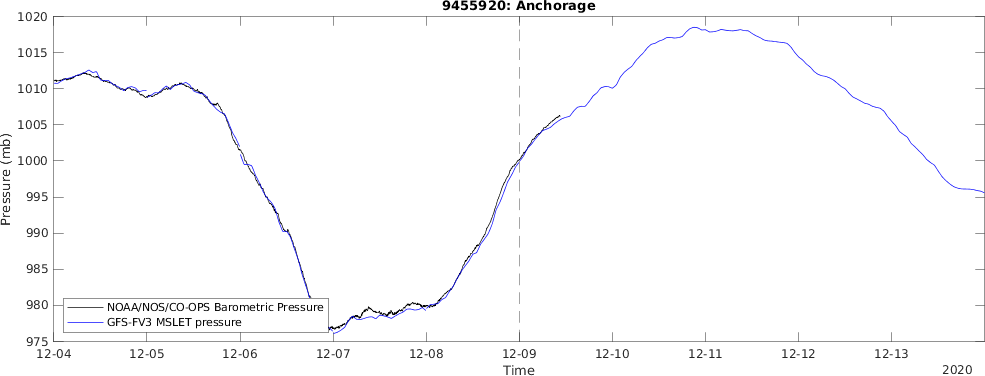 9455920: Anchorage
1020
1015
1010
1005
1000
995
990
985
980
975
Pressure (mb)
NOAA/NOS/CO-OPS Barometric Pressure
GFS-FV3 MSLET pressure
12-04 12-05 12-06 12-07 12-08 12-09 12-10 12-11 12-12 12-13
Time
2020